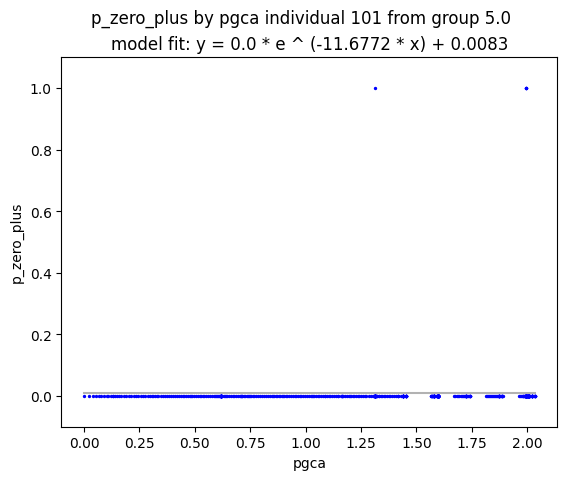 p_zero_plus by pgca individual 101 from group 5.0
model fit: y = 0.0 * e ^ (-11.6772 * x) + 0.0083
1.0
0.8
0.6
0.4
0.2
0.0
p_zero_plus
0.00 0.25 0.50 0.75 1.00 1.25 1.50 1.75 2.00
pgca